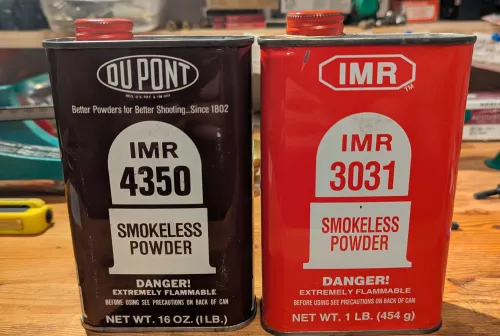 DU PONT
Better Powders for Better Shooting...Since 1802
IMR
4350
SMOKELESS
POWDER
DANGER!
EXTREMELY FLAMMABLE
BEFORE USING SEE PRECAUTIONS ON BACK OF CAN
NET WT. 16 OZ. (1 LB.)
IMR
TM
IMR
3031
SMOKELESS
POWDER
DANGER!
EXTREMELY FLAMMABLE
BEFORE USING SEE PRECAUTIONS ON BACK OF CAN
NET WT. 1 LB. (454 g)